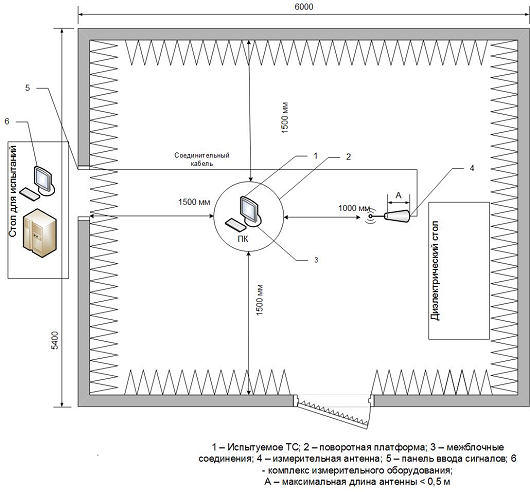 6000
5
1500 мм
6
Соединительный
кабель
1
2
4
Стол для испытаний
1500 мм
1000 мм
А
ПК
3
Диэлектрический стол
1500 мм
5400
1 – Испытуемое ТС; 2 – поворотная платформа; 3 – межблочные
соединения; 4 – измерительная антенна; 5 – панель ввода сигналов; 6
- комплекс измерительного оборудования;
А – максимальная длина антенны < 0,5 м